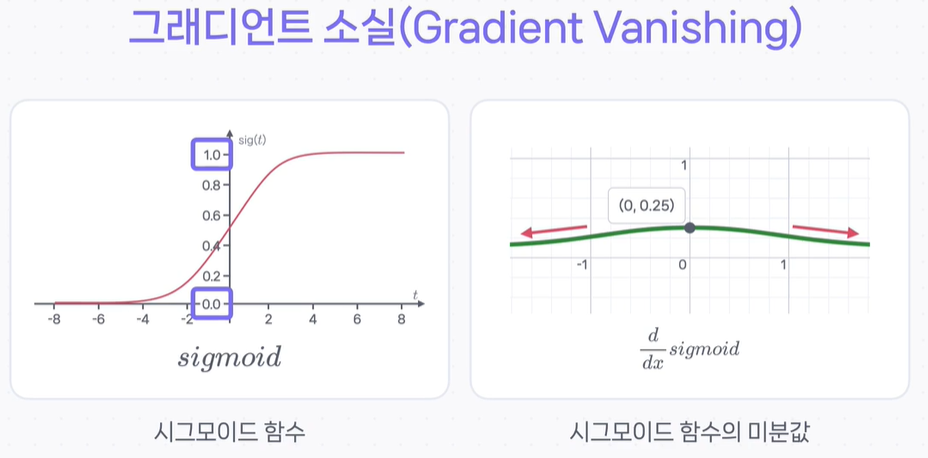 그래디언트 소실(Gradient Vanishing)
sig(t)
1.0
0.8
0.6
0.4
0.2
0.0
t
-8 -6 -4 -2 2 4 6 8
sigmoid
시그모이드 함수
1
(0, 0.25)
-1 0 1
d
dx
sigmoid
시그모이드 함수의 미분값